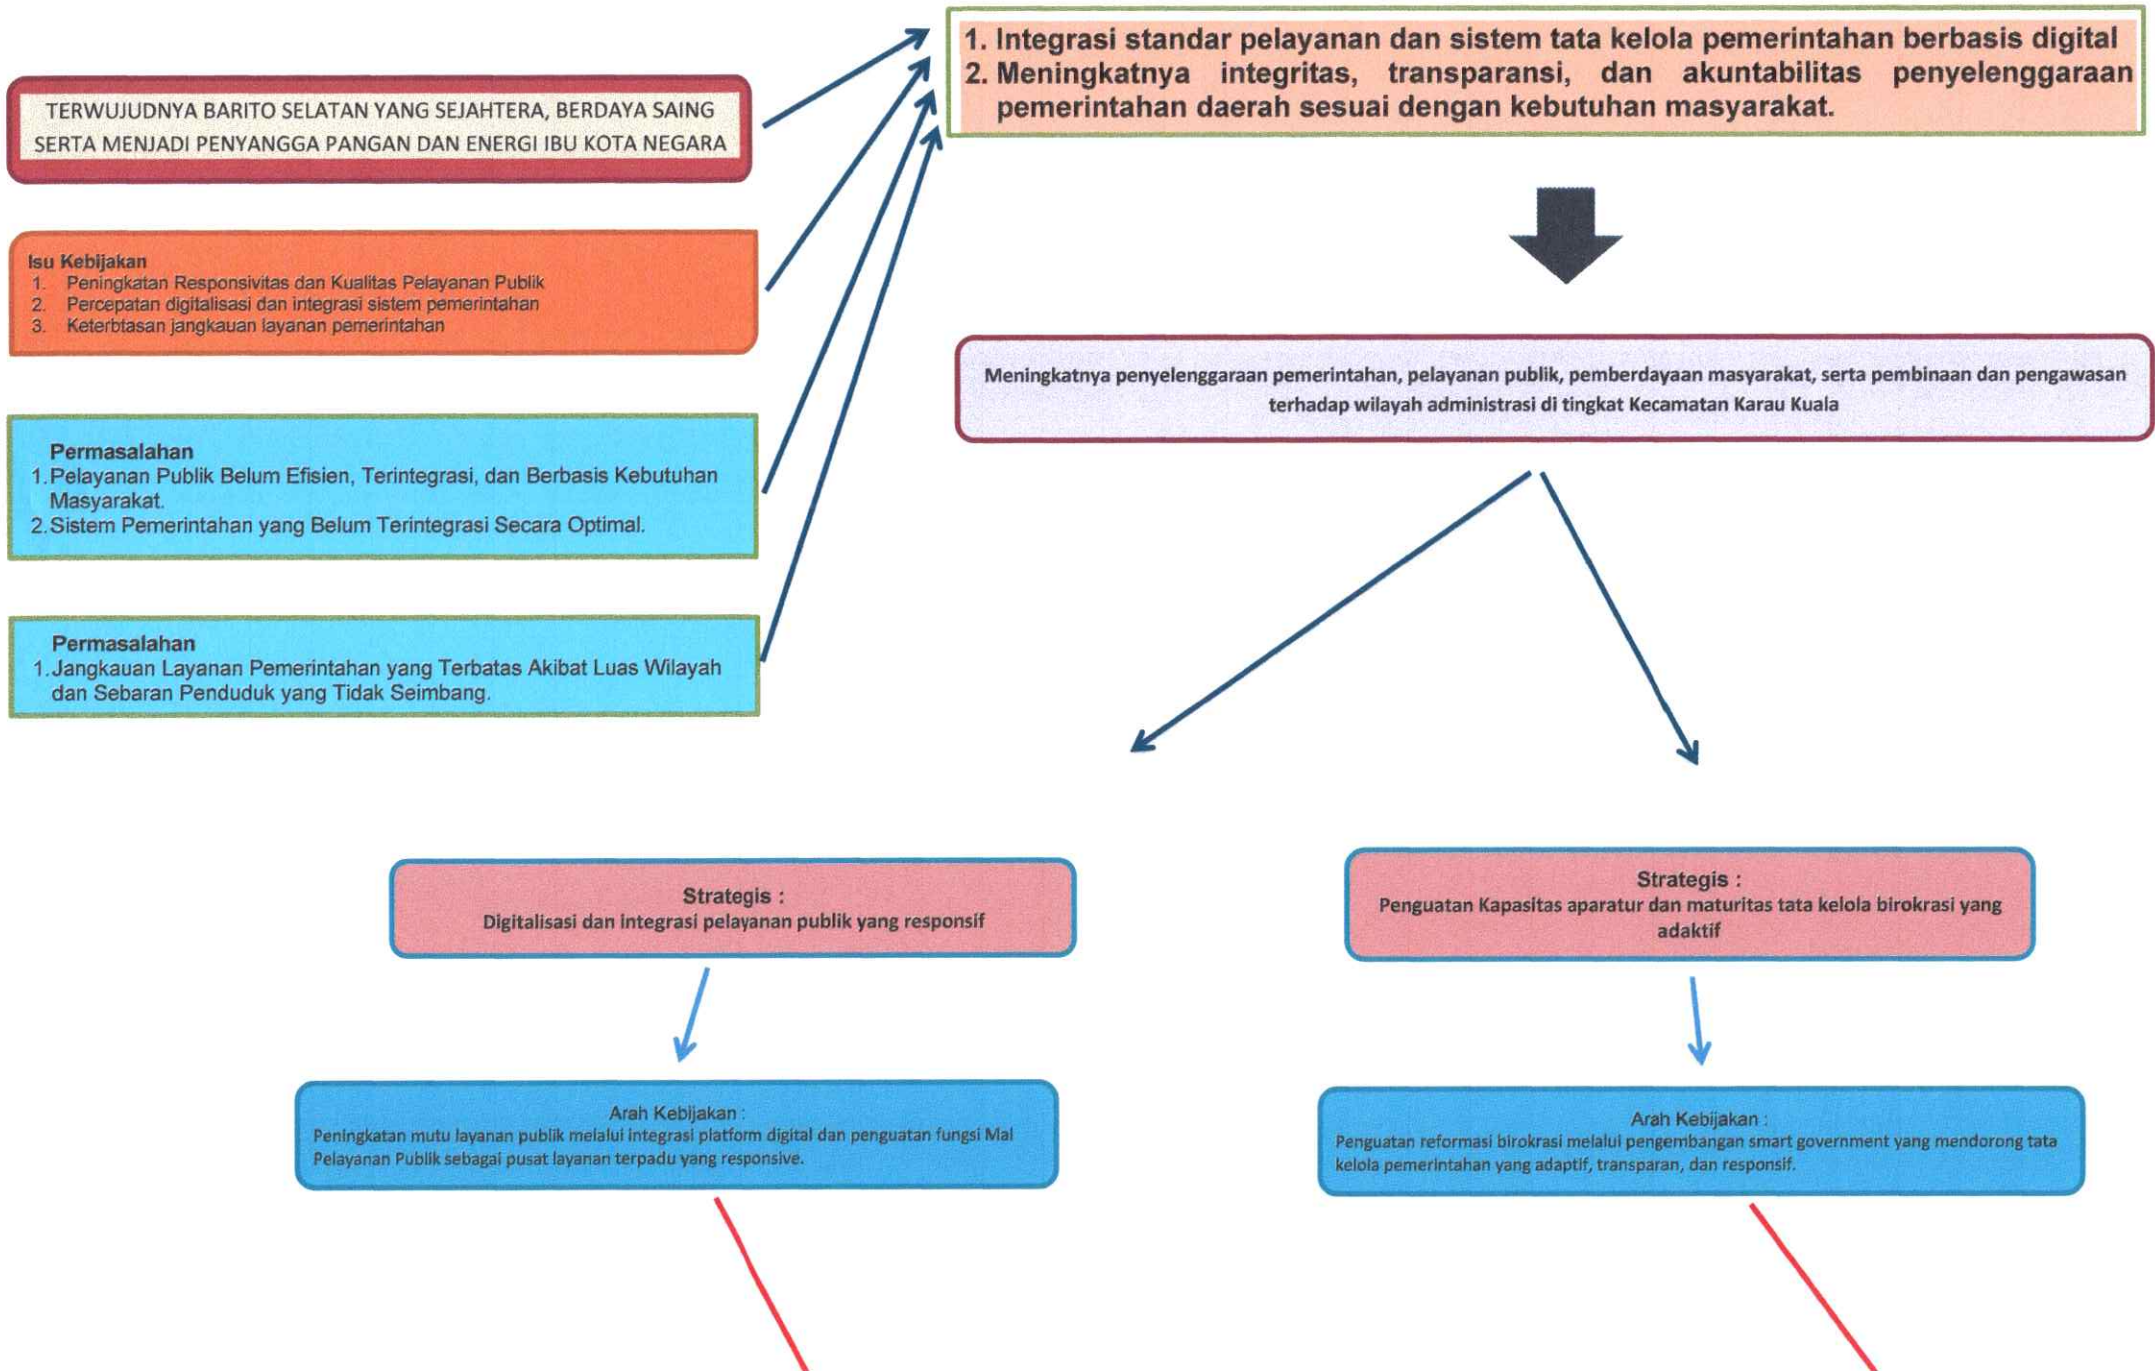 TERWUJUDNYA BARITO SELATAN YANG SEJAHTERA, BERDAYA SAING
SERTA MENJADI PENYANGGA PANGAN DAN ENERGI IBU KOTA NEGARA
Isu Kebijakan
1. Peningkatan Responsivitas dan Kualitas Pelayanan Publik
2. Percepatan digitalisasi dan integrasi sistem pemerintahan
3. Keterbtasan jangkauan layanan pemerintahan
Permasalahan
1. Pelayanan Publik Belum Efisien, Terintegrasi, dan Berbasis Kebutuhan
Masyarakat.
2. Sistem Pemerintahan yang Belum Terintegrasi Secara Optimal.
Permasalahan
1. Jangkauan Layanan Pemerintahan yang Terbatas Akibat Luas Wilayah
dan Sebaran Penduduk yang Tidak Seimbang.
1. Integrasi standar pelayanan dan sistem tata kelola pemerintahan berbasis digital
2. Meningkatnya integritas, transparansi, dan akuntabilitas penyelenggaraan
pemerintahan daerah sesuai dengan kebutuhan masyarakat.
Meningkatnya penyelenggaraan pemerintahan, pelayanan publik, pemberdayaan masyarakat, serta pembinaan dan pengawasan
terhadap wilayah administrasi di tingkat Kecamatan Karau Kuala
Strategis :
Digitalisasi dan integrasi pelayanan publik yang responsif
Arah Kebijakan :
Peningkatan mutu layanan publik melalui integrasi platform digital dan penguatan fungsi Mal
Pelayanan Publik sebagai pusat layanan terpadu yang responsive.
Strategis :
Penguatan Kapasitas aparatur dan maturitas tata kelola birokrasi yang
adaktif
Arah Kebijakan :
Penguatan reformasi birokrasi melalui pengembangan smart government yang mendorong tata
kelola pemerintahan yang adaptif, transparan, dan responsif.